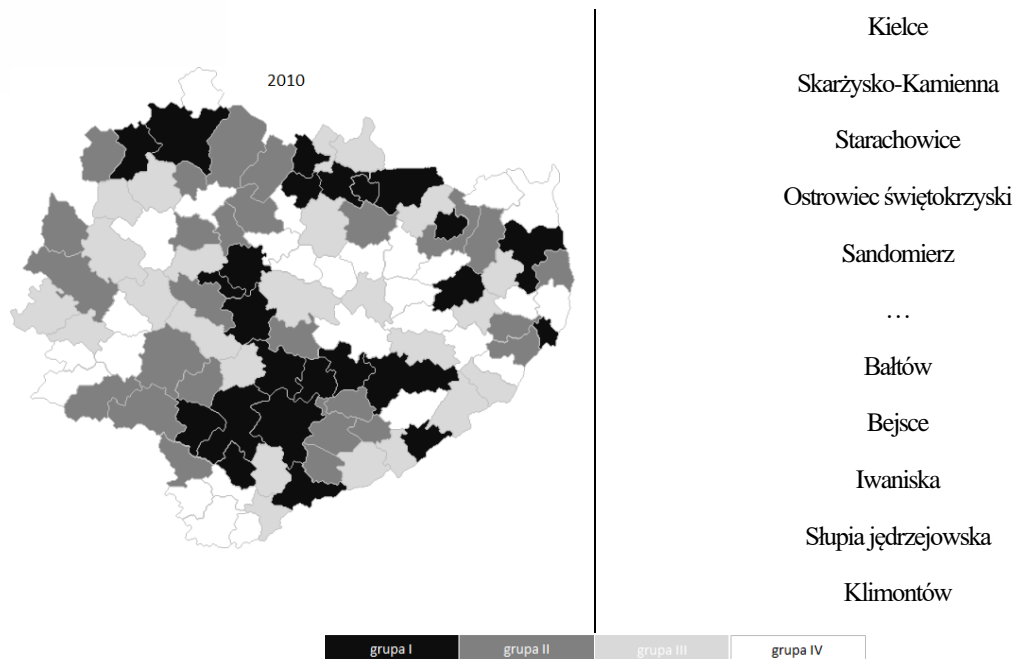 2010
Kielce
Skarżysko-Kamienna
Starachowice
Ostrowiec świętokrzyski
Sandomierz
…
Bałtów
Bejsce
Iwaniska
Słupia jędrzejowska
Klimontów
grupa I
grupa II
grupa III
grupa IV